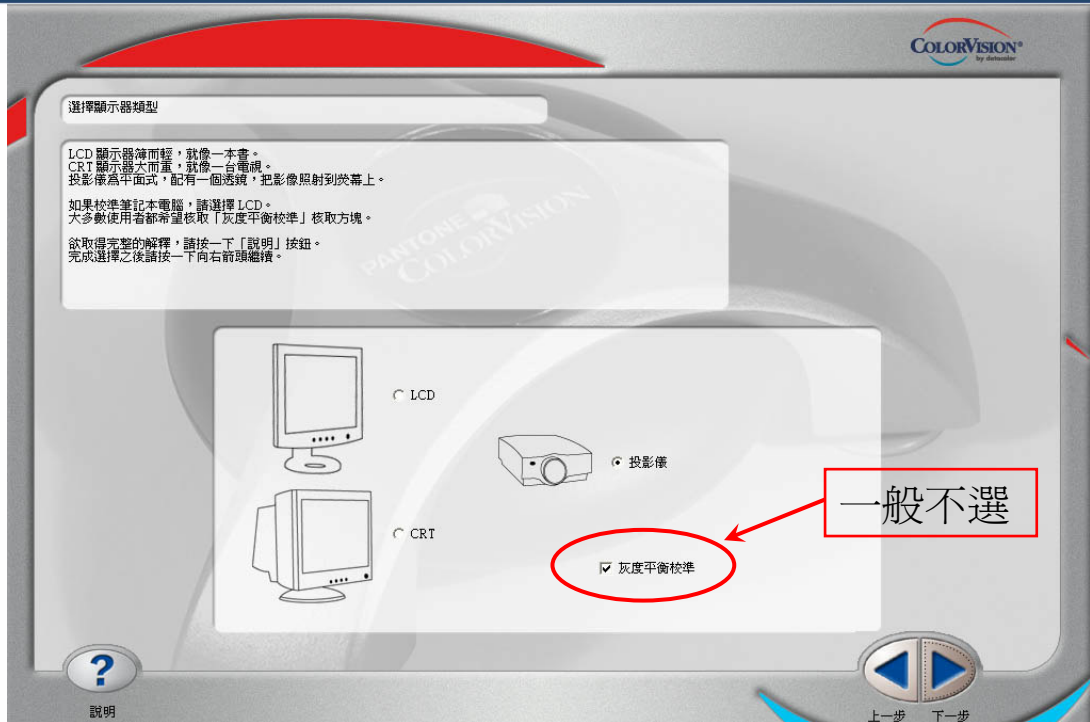 COLORVISION®
by datacolor
選擇顯示器類型
LCD 顯示器薄而輕，就像一本書。
CRT 顯示器大而重，就像一台電視。
投影儀為平面式，配有一個透鏡，把影像照射到熒幕上。
如果校準筆記本電腦，請選擇 LCD。
大多數使用者都希望核取「灰度平衡校準」核取方塊。
欲取得完整的解釋，請按一下「說明」按鈕。
完成選擇之後請按一下向右箭頭繼續。
PANTONE
COLORVISION
LCD
投影儀
一般不選
CRT
灰度平衡校準
?
說明
上一步 下一步